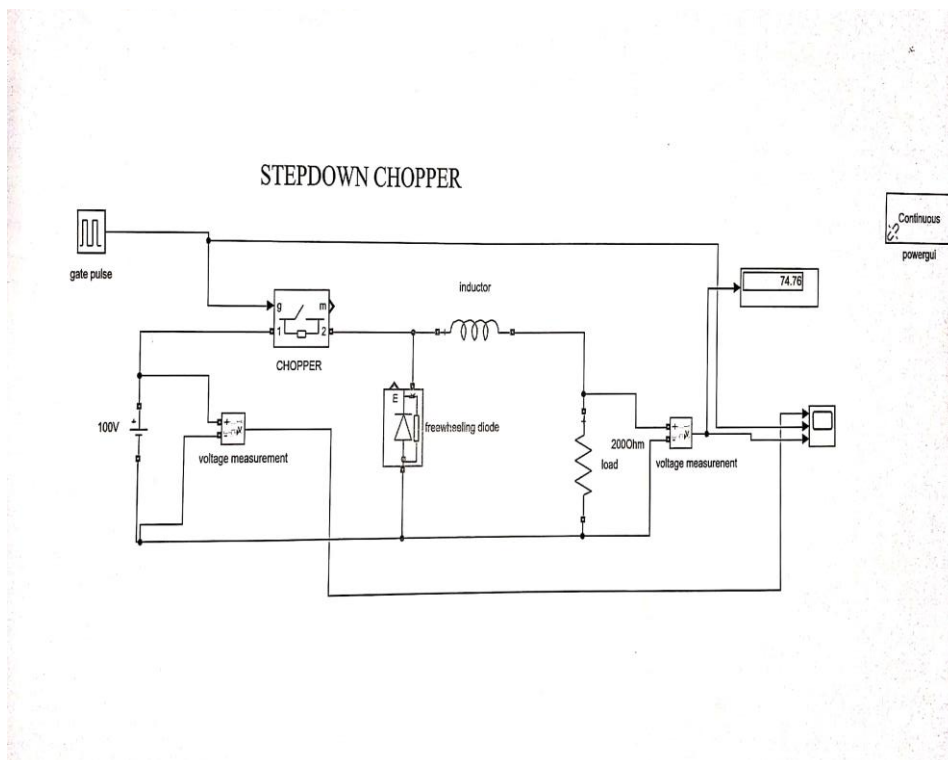 STEPDOWN CHOPPER
Continuous
powergui
gate pulse
74.76
inductor
g
m
1
2
CHOPPER
E
freewheeling diode
100V
voltage measurement
200Ohm
load
voltage measurement